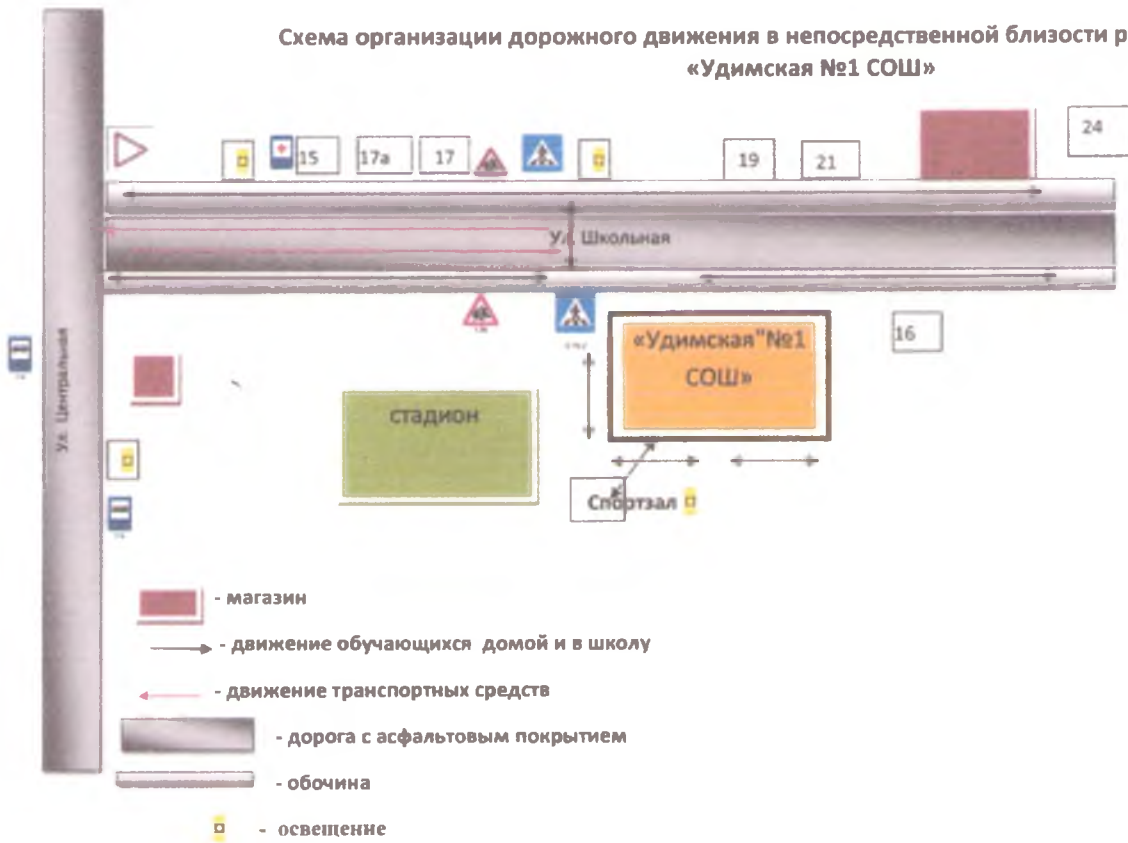 Схема организации дорожного движения в непосредственной близости р
«Удимская №1 СОШ»
24
15
17а
17
19
21
Ул. Школьная
16
«Удимская"№1
СОШ»
Ул. Центральная
стадион
Спортзал
- магазин
- движение обучающихся домой и в школу
- движение транспортных средств
- дорога с асфальтовым покрытием
- обочина
- освещение